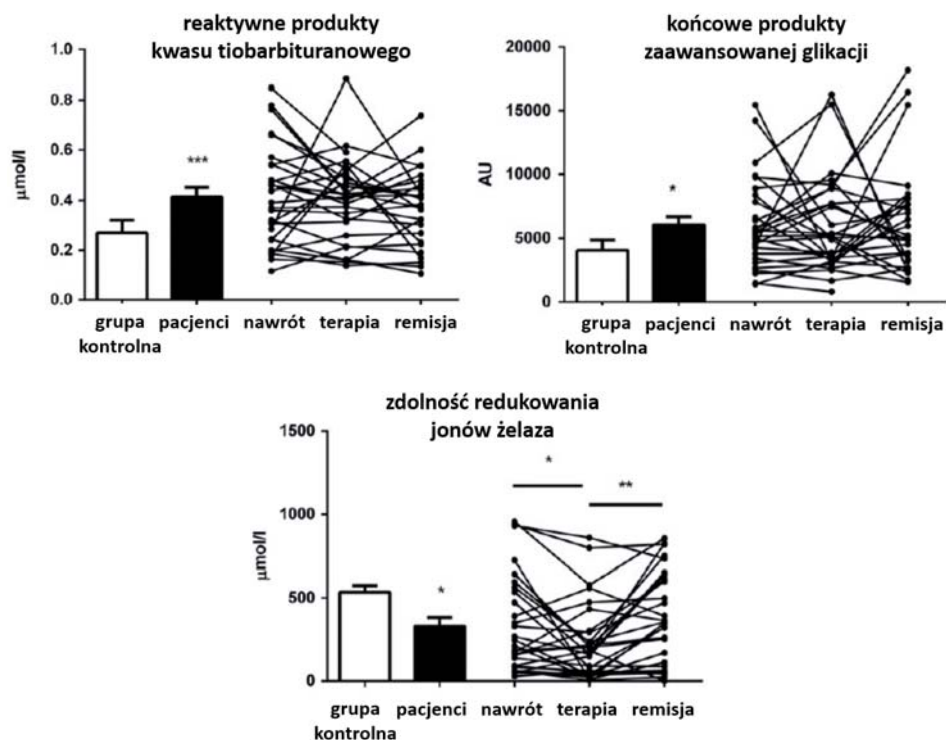 reaktywne produkty
kwasu tiobarbituranowego
μmol/l
1.0
0.8
0.6
0.4
0.2
0.0
***
grupa kontrolna
pacjenci
nawrót
terapia
remisja
końcowe produkty
zaawansowanej glikacji
AU
20000
15000
10000
5000
0
*
grupa kontrolna
pacjenci
nawrót
terapia
remisja
zdolność redukowania
jonów żelaza
μmol/l
1500
1000
500
0
*
*
**
grupa kontrolna
pacjenci
nawrót
terapia
remisja